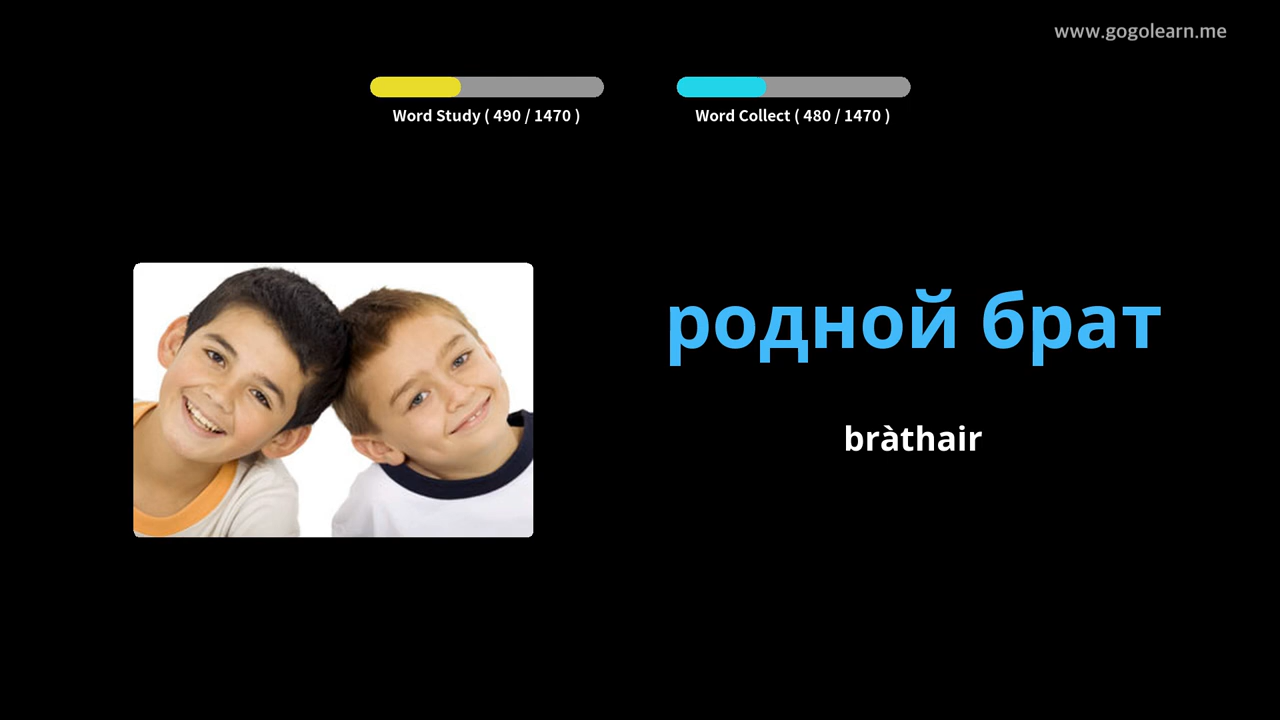 www.gogolearn.me
Word Study ( 490 / 1470 )
Word Collect ( 480 / 1470 )
родной брат
bràthair